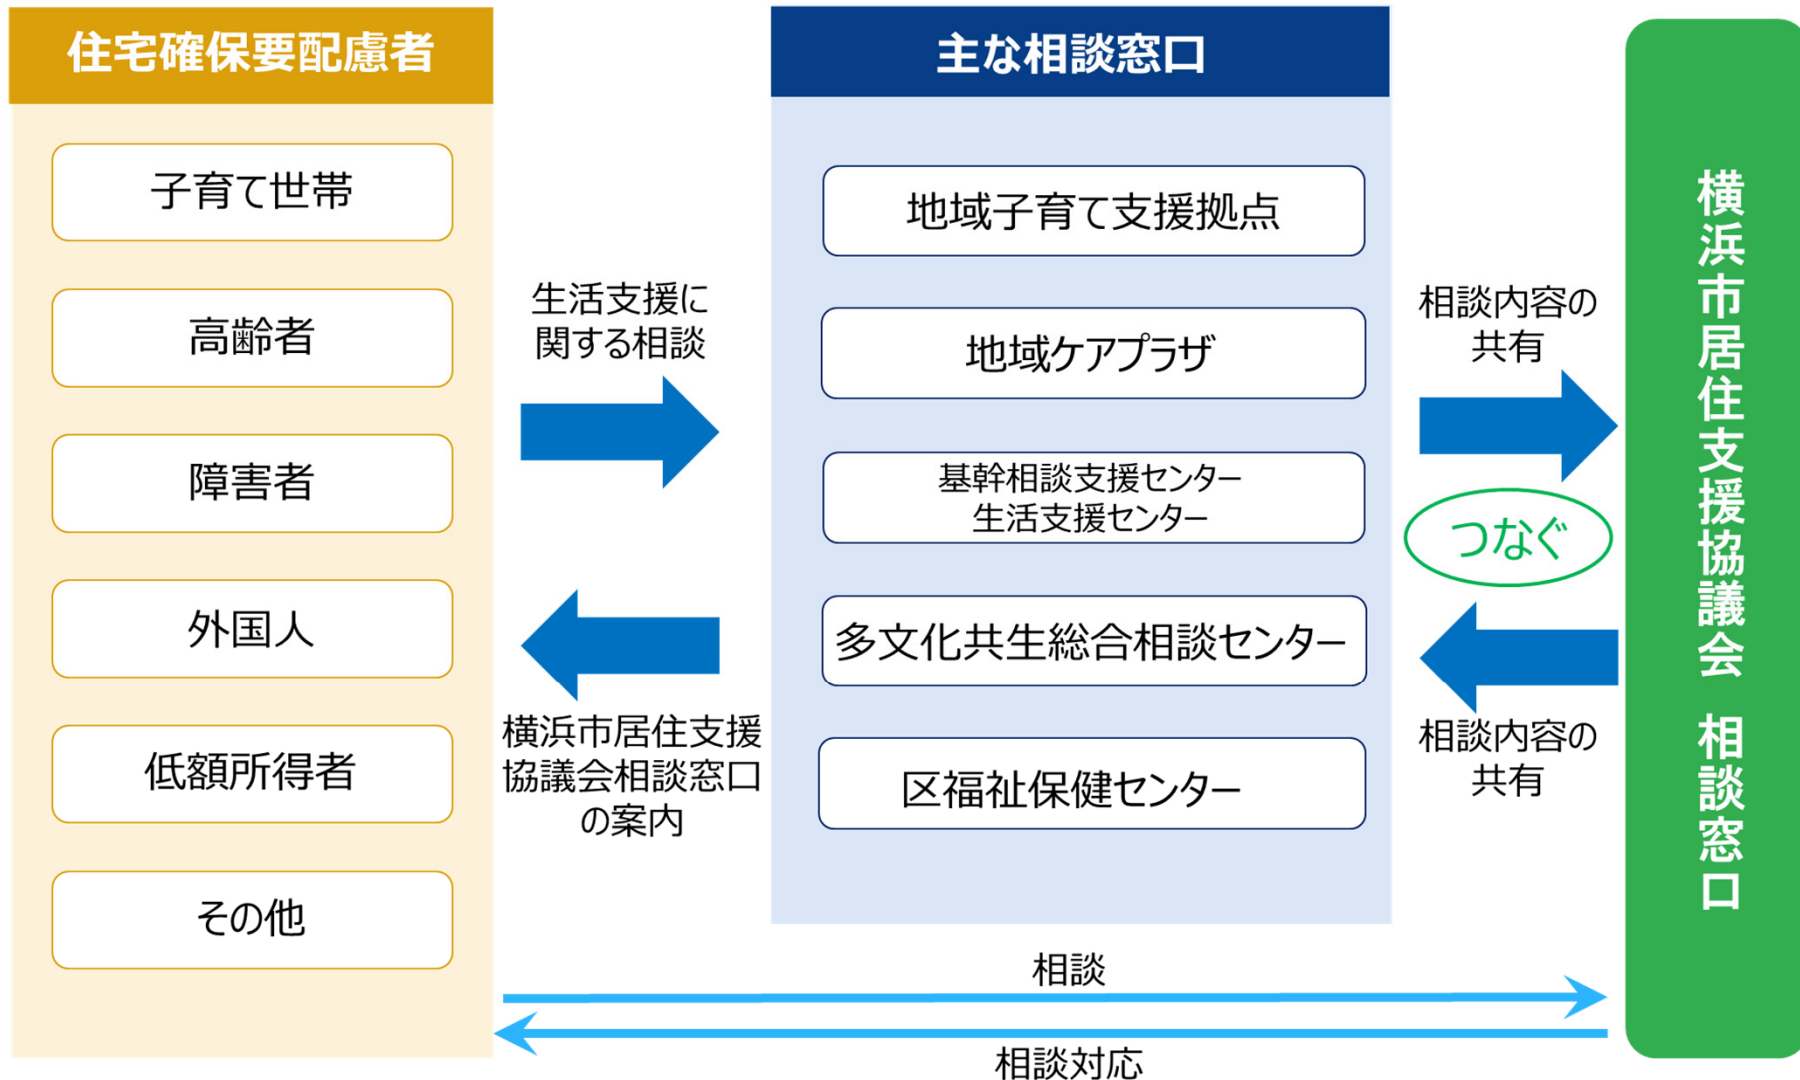 住宅確保要配慮者
子育て世帯
高齢者
障害者
外国人
低額所得者
その他
生活支援に
関する相談
横浜市居住支援
協議会相談窓口
の案内
主な相談窓口
地域子育て支援拠点
地域ケアプラザ
基幹相談支援センター
生活支援センター
多文化共生総合相談センター
区福祉保健センター
相談内容の
共有
つなぐ
相談内容の
共有
横浜市居住支援協議会 相談窓口
相談
相談対応